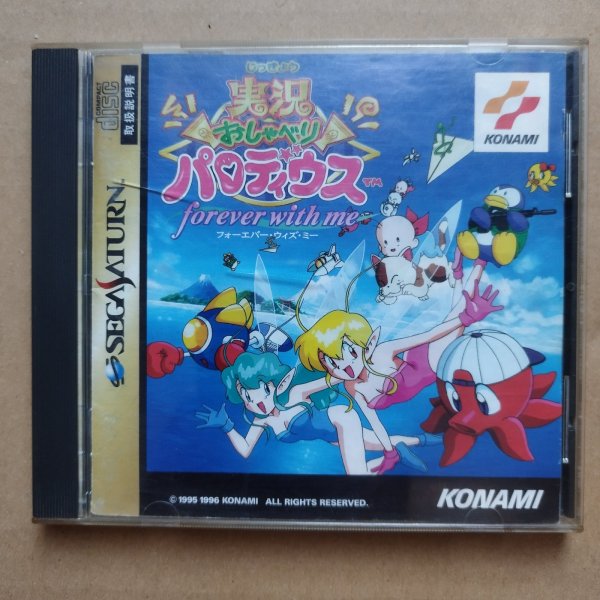 COMPACT
disc
取扱説明書
SEGA SATURN
じっきょう
実況
おしゃべり
パロディウス™
forever with me
フォーエバー・ウィズ・ミー
KONAMI
© 1995 1996 KONAMI ALL RIGHTS RESERVED.
KONAMI